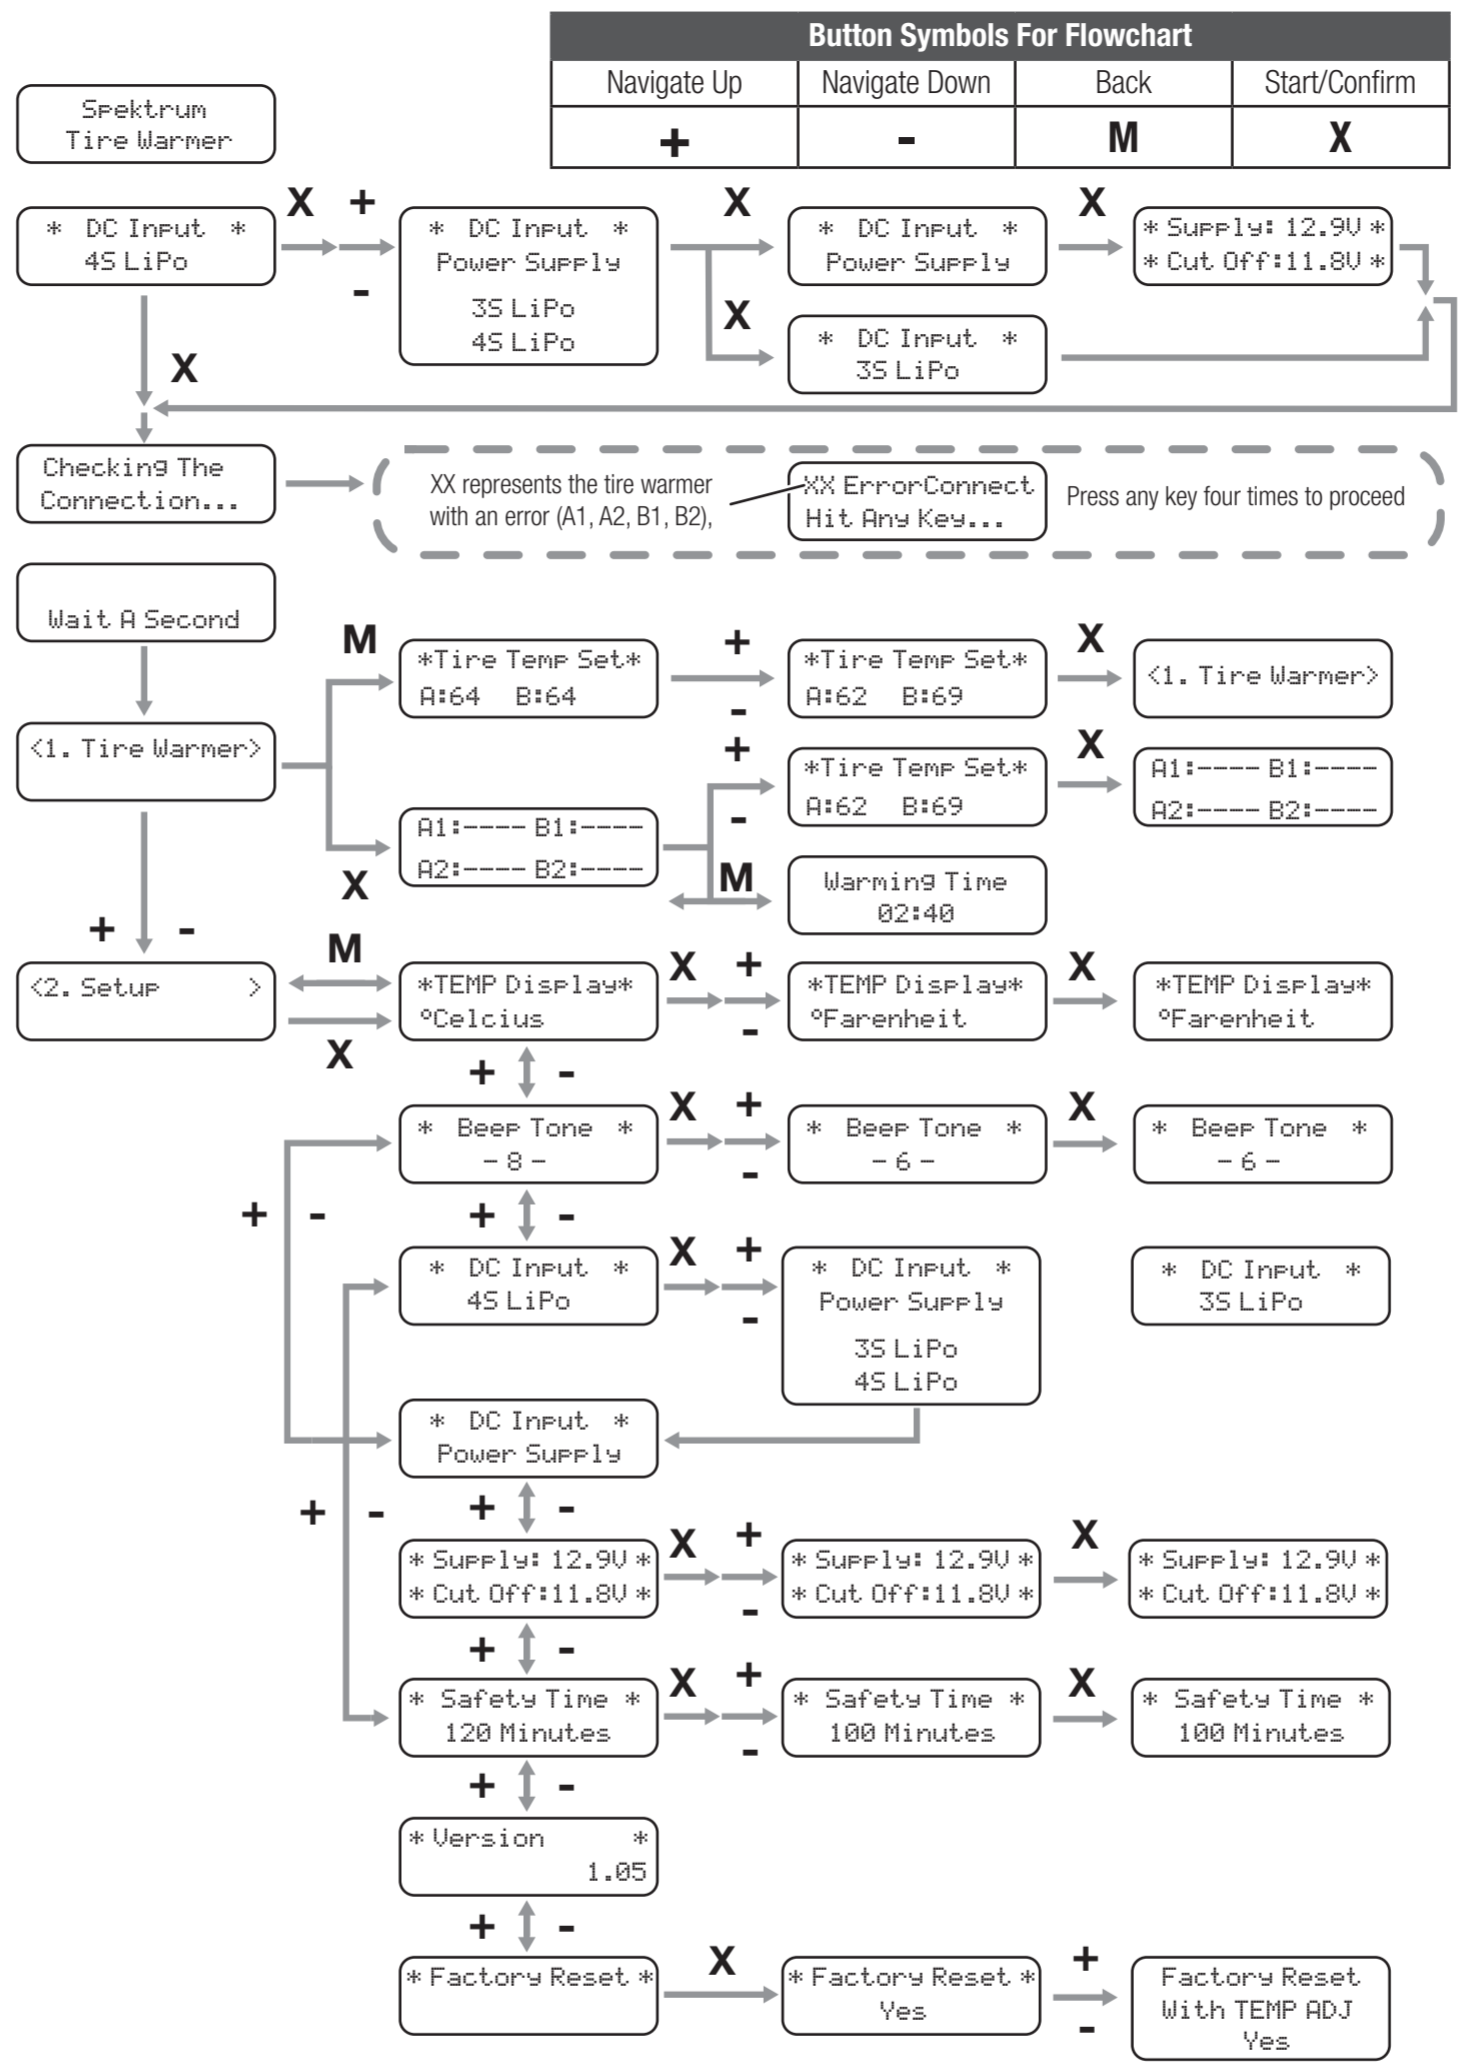 Button Symbols For Flowchart
Navigate Up Navigate Down Back Start/Confirm
+ - M X
Spektrum
Tire Warmer
* DC Input *
4S LiPo
X
+
-
* DC Input *
Power Supply
3S LiPo
4S LiPo
X
X
* DC Input *
Power Supply
* DC Input *
3S LiPo
X
* Supply: 12.9V *
* Cut Off:11.8V *
X
Checking The
Connection...
XX represents the tire warmer
with an error (A1, A2, B1, B2),
XX ErrorConnect
Hit Any Key...
Press any key four times to proceed
Wait A Second
<1. Tire Warmer>
M
*Tire Temp Set*
A:64 B:64
+
-
*Tire Temp Set*
A:62 B:69
X
<1. Tire Warmer>
X
A1:---- B1:----
A2:---- B2:----
+
-
*Tire Temp Set*
A:62 B:69
X
A1:---- B1:----
A2:---- B2:----
M
Warming Time
02:40
+ -
<2. Setup >
M
X
*TEMP Display*
°Celcius
X
+
-
*TEMP Display*
°Farenheit
X
*TEMP Display*
°Farenheit
+ -
* Beep Tone *
- 8 -
X
+
-
* Beep Tone *
- 6 -
X
* Beep Tone *
- 6 -
+ -
+ -
* DC Input *
4S LiPo
X
+
-
* DC Input *
Power Supply
3S LiPo
4S LiPo
* DC Input *
3S LiPo
* DC Input *
Power Supply
+ -
+ -
* Supply: 12.9V *
* Cut Off:11.8V *
X
+
-
* Supply: 12.9V *
* Cut Off:11.8V *
X
* Supply: 12.9V *
* Cut Off:11.8V *
+ -
* Safety Time *
120 Minutes
X
+
-
* Safety Time *
100 Minutes
X
* Safety Time *
100 Minutes
+ -
* Version *
1.05
+ -
* Factory Reset *
X
* Factory Reset *
Yes
+
-
Factory Reset
With TEMP ADJ
Yes